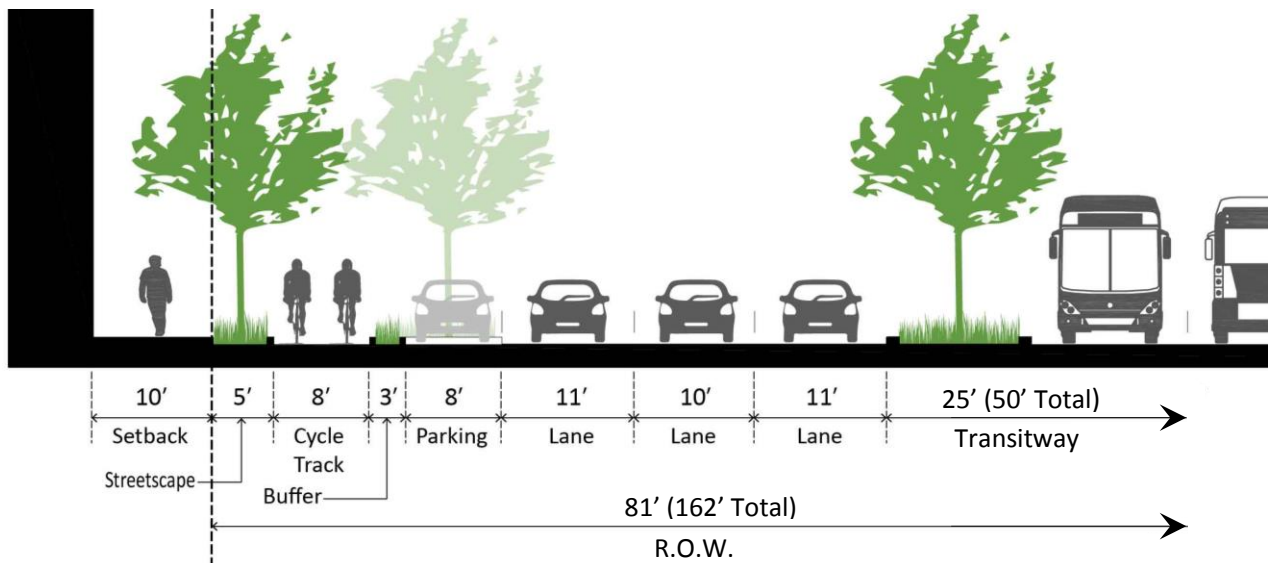 10’ 5’ 8’ 3’ 8’ 11’ 10’ 11’ 25’ (50’ Total)
Setback Cycle Parking Lane Lane Lane Transitway
Track
Streetscape
Buffer
81’ (162’ Total)
R.O.W.